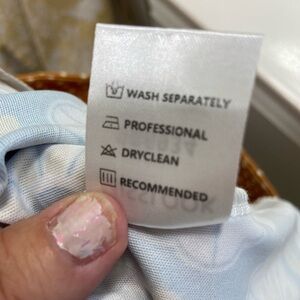 WASH SEPARATELY
PROFESSIONAL
DRYCLEAN
RECOMMENDED